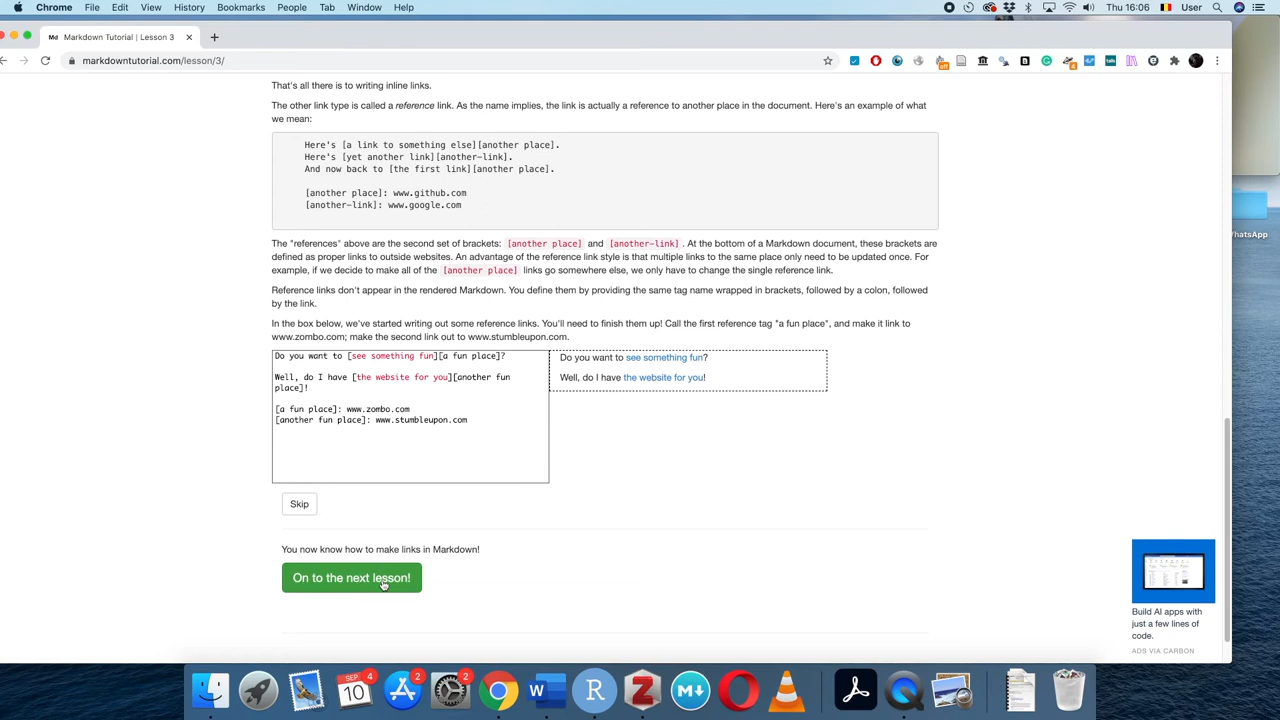 Chrome File Edit View History Bookmarks People Tab Window Help Thu 16:06 User
Md Markdown Tutorial | Lesson 3
markdowntutorial.com/lesson/3/
That's all there is to writing inline links.
The other link type is called a reference link. As the name implies, the link is actually a reference to another place in the document. Here's an example of what
we mean:
Here's [a link to something else][another place].
Here's [yet another link][another-link].
And now back to [the first link][another place].
[another place]: www.github.com
[another-link]: www.google.com
The "references" above are the second set of brackets: [another place] and [another-link]. At the bottom of a Markdown document, these brackets are
defined as proper links to outside websites. An advantage of the reference link style is that multiple links to the same place only need to be updated once. For
example, if we decide to make all of the [another place] links go somewhere else, we only have to change the single reference link.
Reference links don't appear in the rendered Markdown. You define them by providing the same tag name wrapped in brackets, followed by a colon, followed
by the link.
In the box below, we've started writing out some reference links. You'll need to finish them up! Call the first reference tag "a fun place", and make it link to
www.zombo.com; make the second link out to www.stumbleupon.com.
Do you want to [see something fun][a fun place]?
Well, do I have [the website for you][another fun
place]!
[a fun place]: www.zombo.com
[another fun place]: www.stumbleupon.com
Do you want to see something fun?
Well, do I have the website for you!
Skip
You now know how to make links in Markdown!
On to the next lesson!
Build AI apps with
just a few lines of
code.
ADS VIA CARBON
WhatsApp
SEP
10
4
2
2
W
R
Z
M